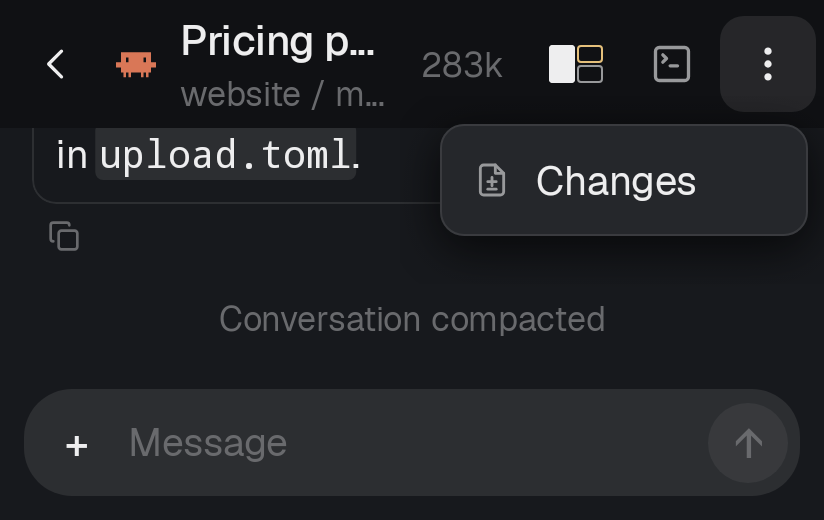 Pricing p...
283k
website / m...
in upload.toml.
Changes
Conversation compacted
Message